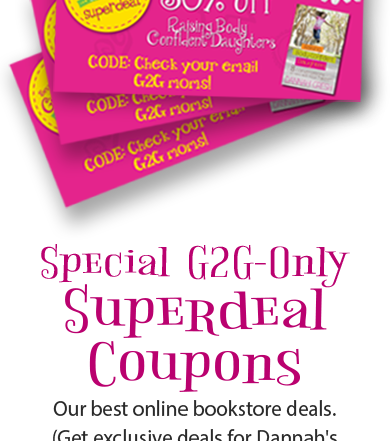 superdeal
50% off
Raising Body
Confident Daughters
CODE: Check your email
G2G moms!
CODE: Check your email
G2G moms!
CODE: Check your email
G2G moms!
Special G2G-Only
Superdeal
Coupons
Our best online bookstore deals.
(Get exclusive deals for Dannah's